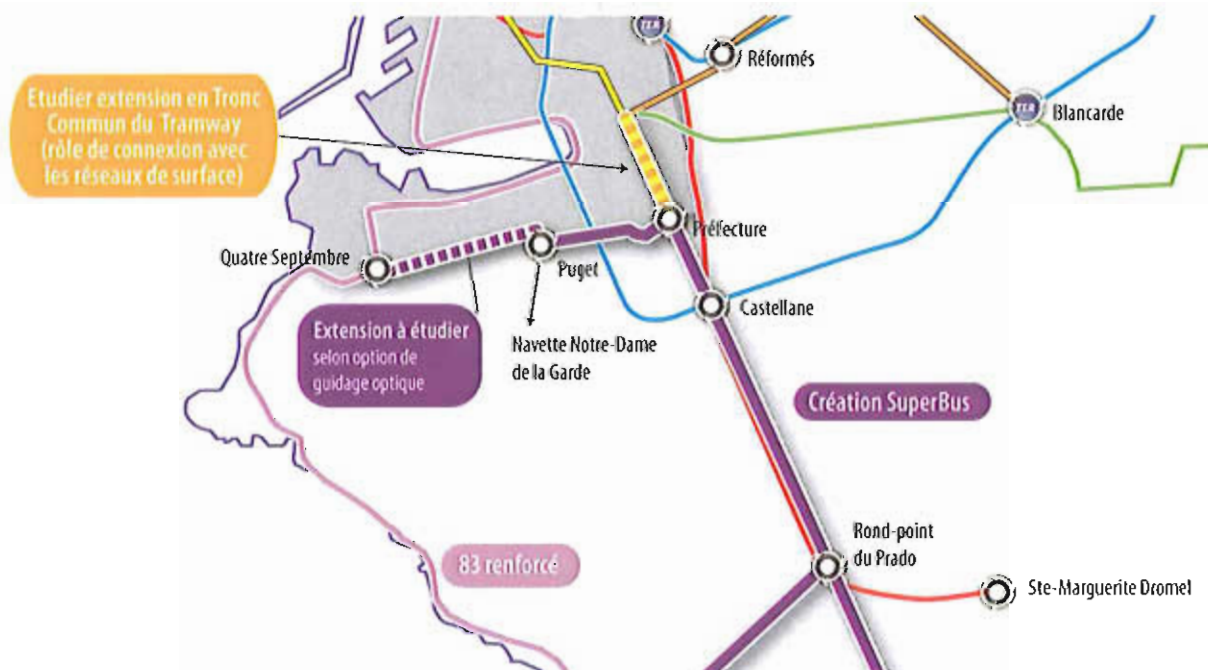 TER
Réformés
Etudier extension en Tronc
Commun du Tramway
(rôle de connexion avec
les réseaux de surface)
TER
Blancarde
Préfecture
Quatre Septembre
Puget
Castellane
Extension à étudier
selon option de
guidage optique
Navette Notre-Dame
de la Garde
Création SuperBus
Rond-point
du Prado
83 renforcé
Ste-Marguerite Dromel